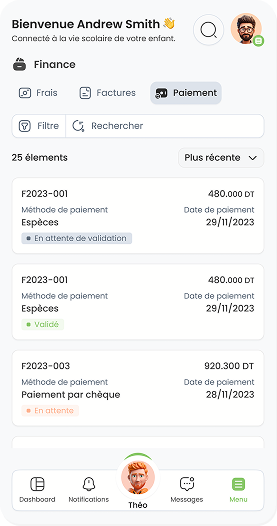 Bienvenue Andrew Smith 👋
Connecté à la vie scolaire de votre enfant.
Finance
Frais Factures Paiement
Filtre Rechercher
25 élements Plus récente
F2023-001 480.000 DT
Méthode de paiement Date de paiement
Espèces 29/11/2023
En attente de validation
F2023-001 480.000 DT
Méthode de paiement Date de paiement
Espèces 29/11/2023
Validé
F2023-003 920.300 DT
Méthode de paiement Date de paiement
Paiement par chèque 28/11/2023
En attente
Dashboard Notifications Théo Messages Menu